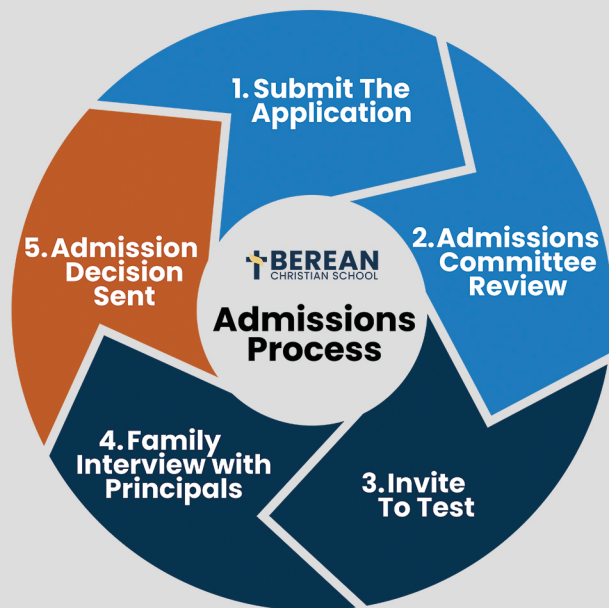 1. Submit The
Application
2. Admissions
Committee
Review
3. Invite
To Test
4. Family
Interview with
Principals
5. Admission
Decision
Sent
BEREAN
CHRISTIAN SCHOOL
Admissions
Process